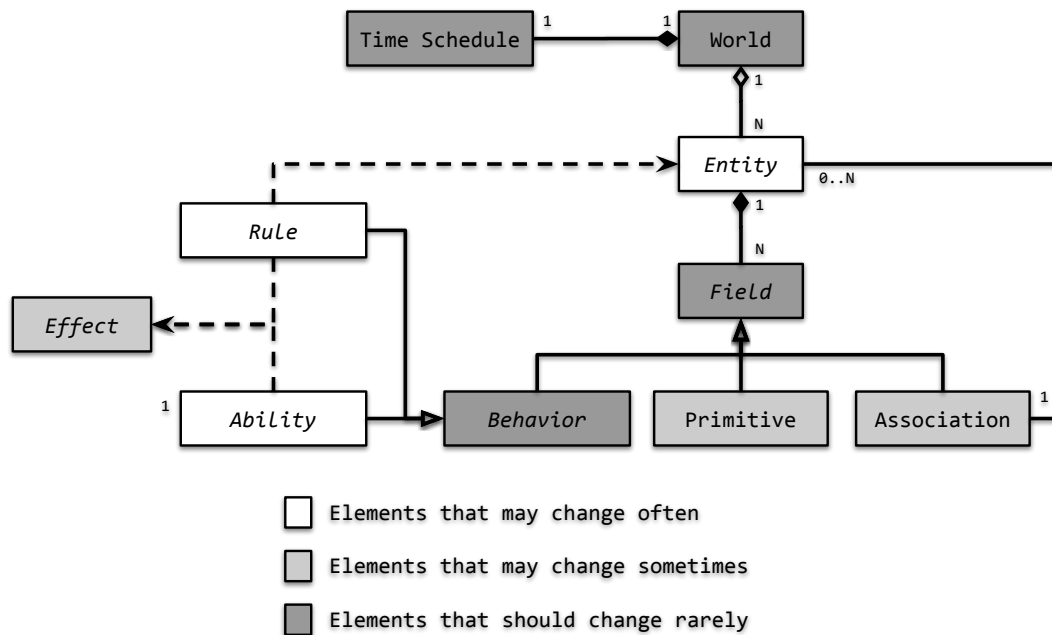 1
1
Time Schedule
World
1
N
Entity
0..N
1
Rule
N
Field
Effect
1
Ability
Behavior
Primitive
Association
1
Elements that may change often
Elements that may change sometimes
Elements that should change rarely